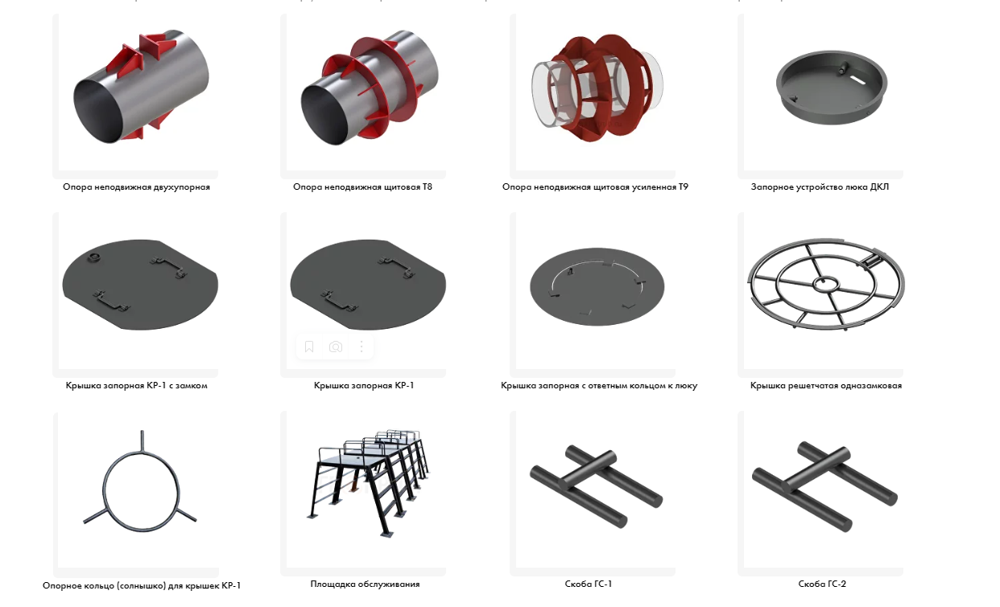 Опора неподвижная двухупорная
Опора неподвижная щитовая Т8
Опора неподвижная щитовая усиленная Т9
Запорное устройство люка ДКЛ
Крышка запорная КР-1 с замком
Крышка запорная КР-1
Крышка запорная с ответным кольцом к люку
Крышка решетчатая одназамковая
Опорное кольцо (солнышко) для крышек КР-1
Площадка обслуживания
Скоба ГС-1
Скоба ГС-2